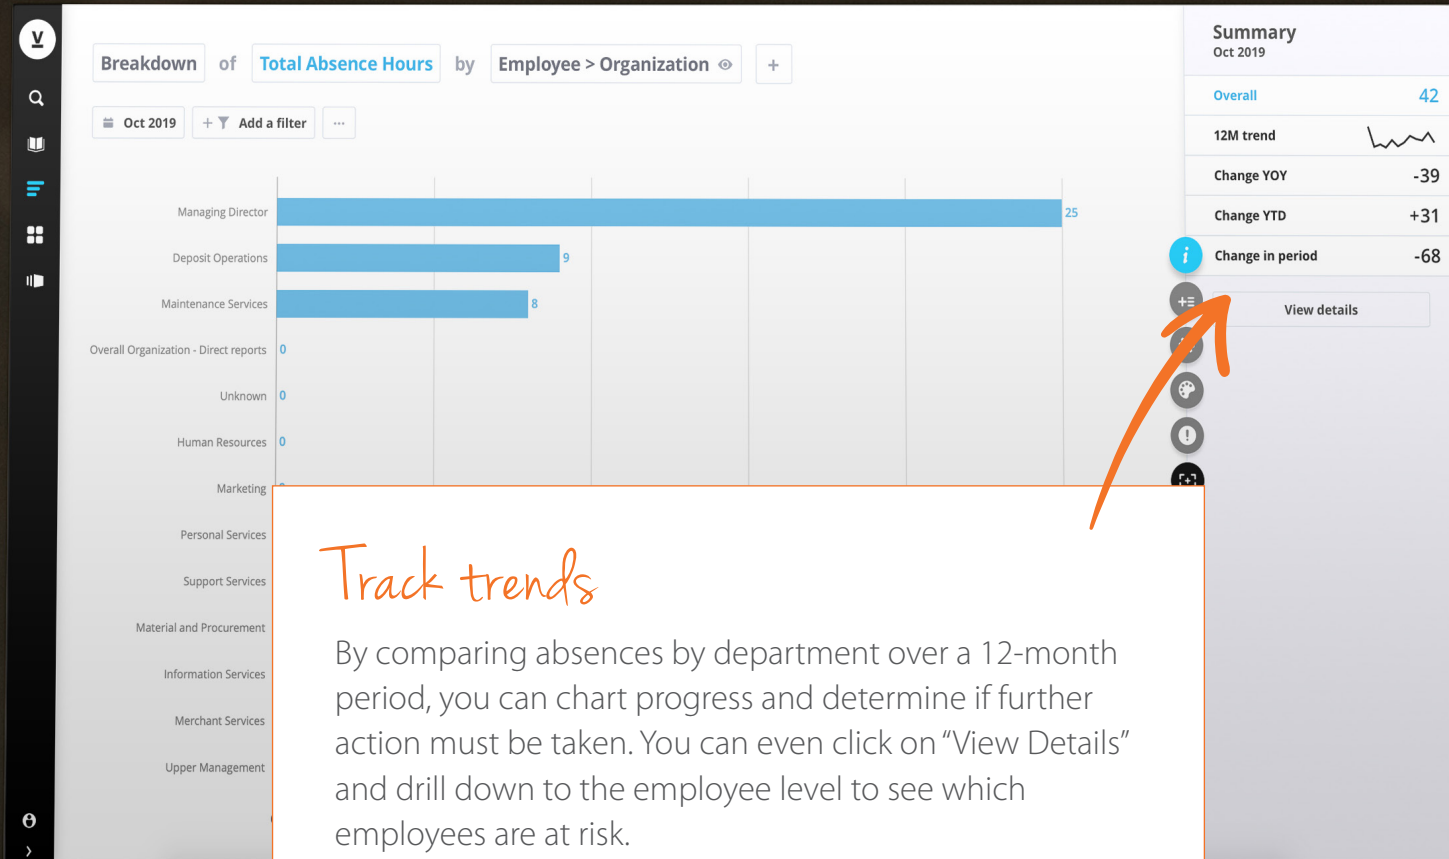 V
Breakdown of Total Absence Hours by Employee > Organization +
Oct 2019 + Add a filter ...
Managing Director 25
Deposit Operations 9
Maintenance Services 8
Overall Organization - Direct reports 0
Unknown 0
Human Resources 0
Marketing
Personal Services
Support Services
Material and Procurement
Information Services
Merchant Services
Upper Management
Summary
Oct 2019
Overall 42
12M trend
Change YOY -39
Change YTD +31
Change in period -68
View details
Track trends
By comparing absences by department over a 12-month
period, you can chart progress and determine if further
action must be taken. You can even click on “View Details”
and drill down to the employee level to see which
employees are at risk.